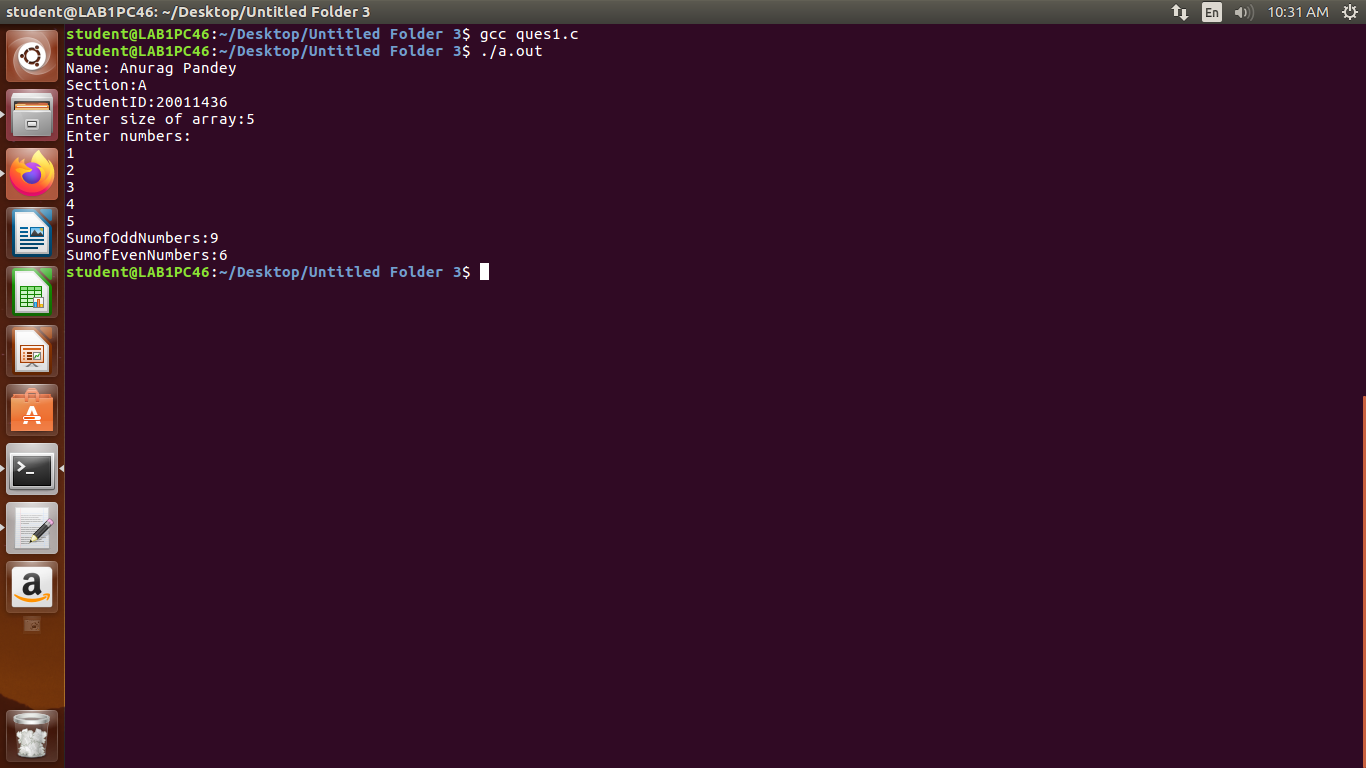 student@LAB1PC46: ~/Desktop/Untitled Folder 3
En
10:31 AM
student@LAB1PC46:~/Desktop/Untitled Folder 3$ gcc ques1.c
student@LAB1PC46:~/Desktop/Untitled Folder 3$ ./a.out
Name: Anurag Pandey
Section:A
StudentID:20011436
Enter size of array:5
Enter numbers:
1
2
3
4
5
SumofOddNumbers:9
SumofEvenNumbers:6
student@LAB1PC46:~/Desktop/Untitled Folder 3$